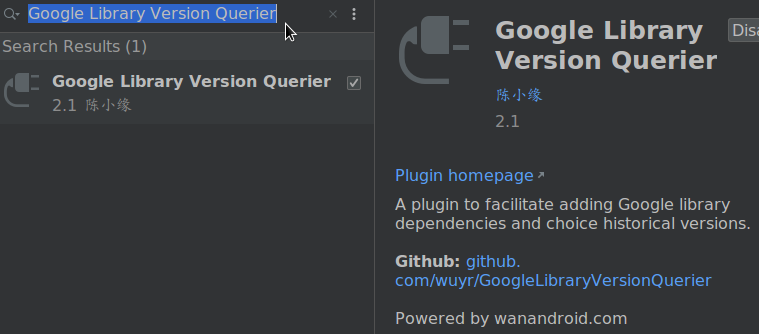 Google Library Version Querier
Search Results (1)
Google Library Version Querier
2.1 陈小缘
Google Library
Version Querier
Disa
陈小缘
2.1
Plugin homepage
A plugin to facilitate adding Google library
dependencies and choice historical versions.
Github: github.
com/wuyr/GoogleLibraryVersionQuerier
Powered by wanandroid.com